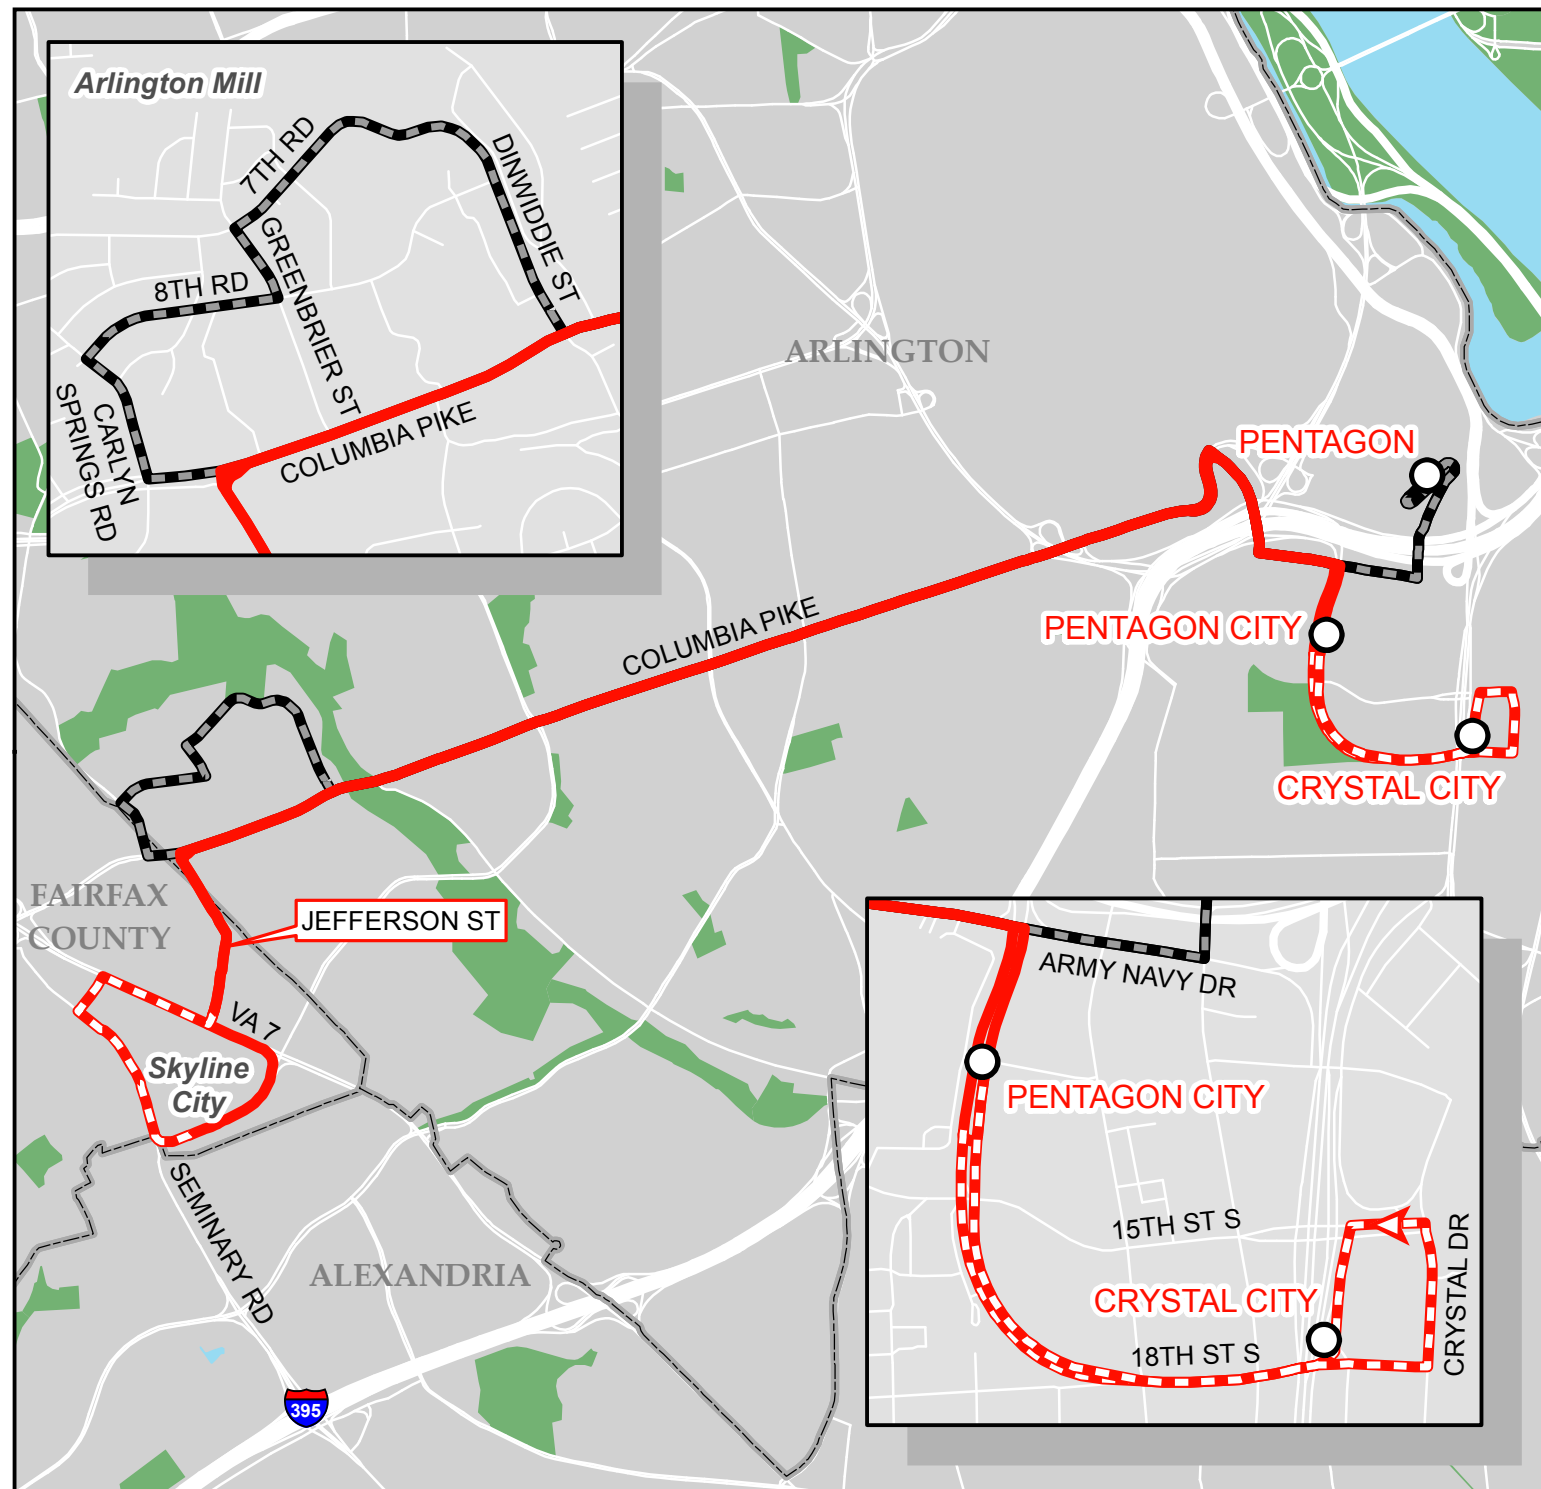 Arlington Mill
7TH RD
DINWIDDIE ST
GREENBRIER ST
8TH RD
CARLYN
SPRINGS RD
COLUMBIA PIKE
ARLINGTON
PENTAGON
COLUMBIA PIKE
PENTAGON CITY
CRYSTAL CITY
FAIRFAX
COUNTY
JEFFERSON ST
VA 7
Skyline
City
SEMINARY RD
ALEXANDRIA
395
ARMY NAVY DR
PENTAGON CITY
15TH ST S
CRYSTAL DR
CRYSTAL CITY
18TH ST S